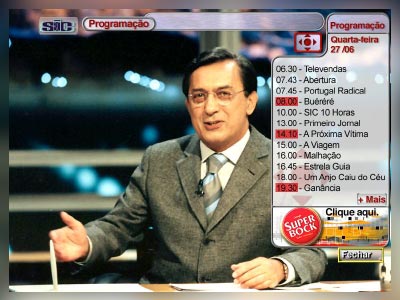 SIC
Programação
Programação
Quarta-feira
27 /06
06.30 - Televendas
07.43 - Abertura
07.45 - Portugal Radical
08.00 - Buéréré
10.00 - SIC 10 Horas
13.00 - Primeiro Jornal
14.10 - A Próxima Vítima
15.00 - A Viagem
16.00 - Malhação
16.45 - Estrela Guia
18.00 - Um Anjo Caiu do Céu
19.35 - Ganância
+ Mais
SUPER
BOCK
Clique aqui.
Fechar